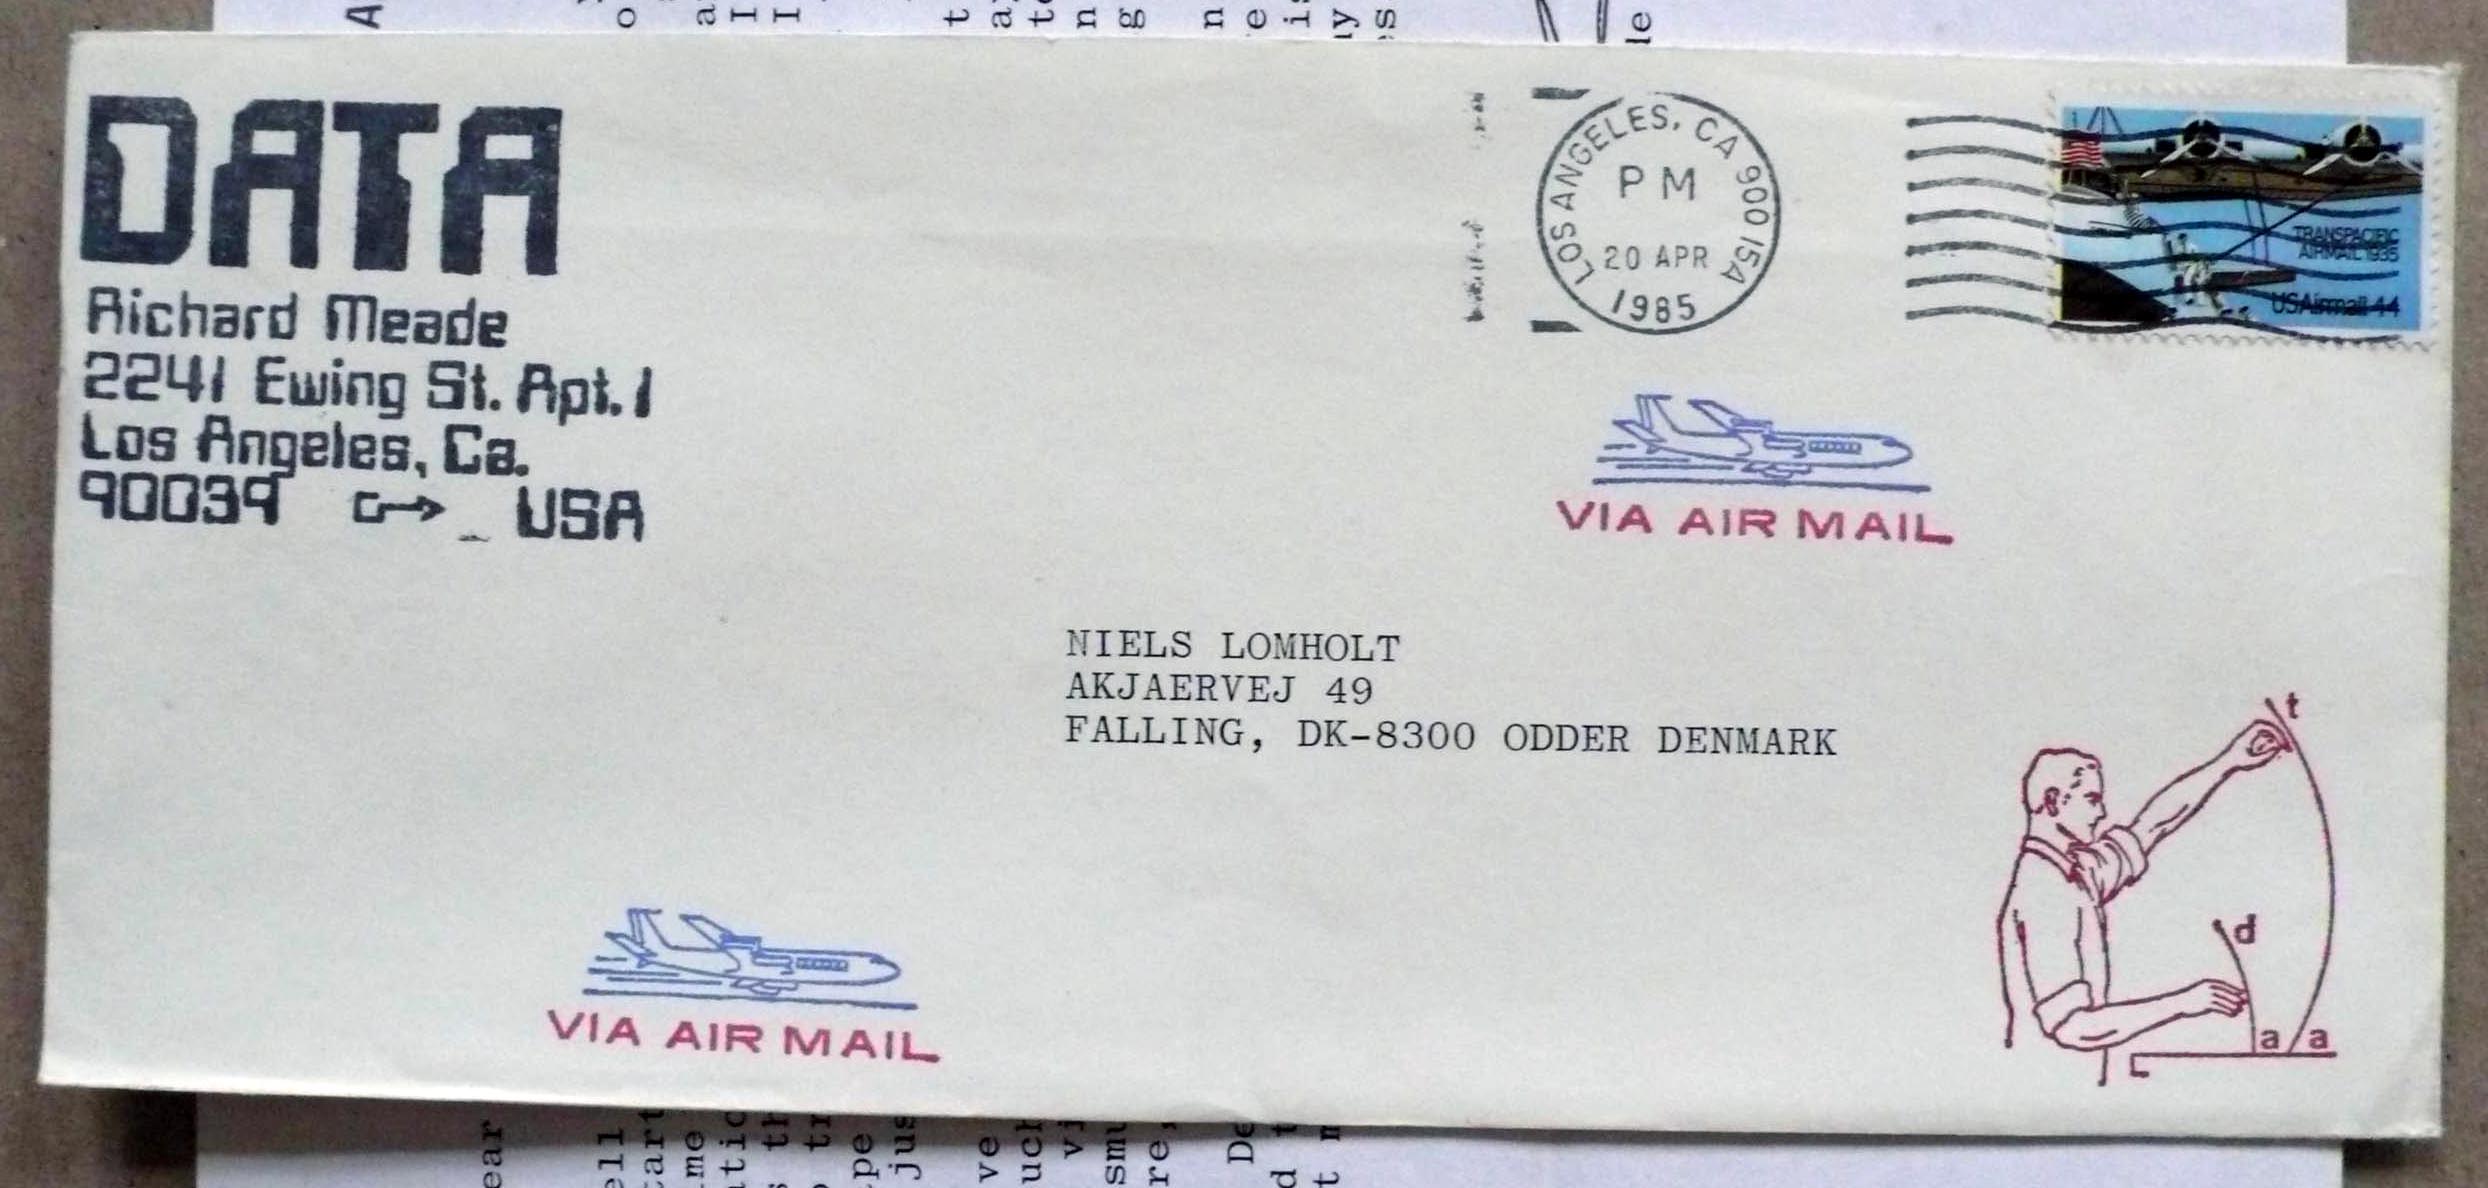 DATA
Richard Meade
2241 Ewing St. Apt. 1
Los Angeles, Ca.
90039 USA
LOS ANGELES, CA 900 15A
PM
20 APR
1985
TRANSPACIFIC
AIRMAIL 1935
USAirmail 44
VIA AIR MAIL
NIELS LOMHOLT
AKJAERVEJ 49
FALLING, DK-8300 ODDER DENMARK
VIA AIR MAIL
t
d
a a